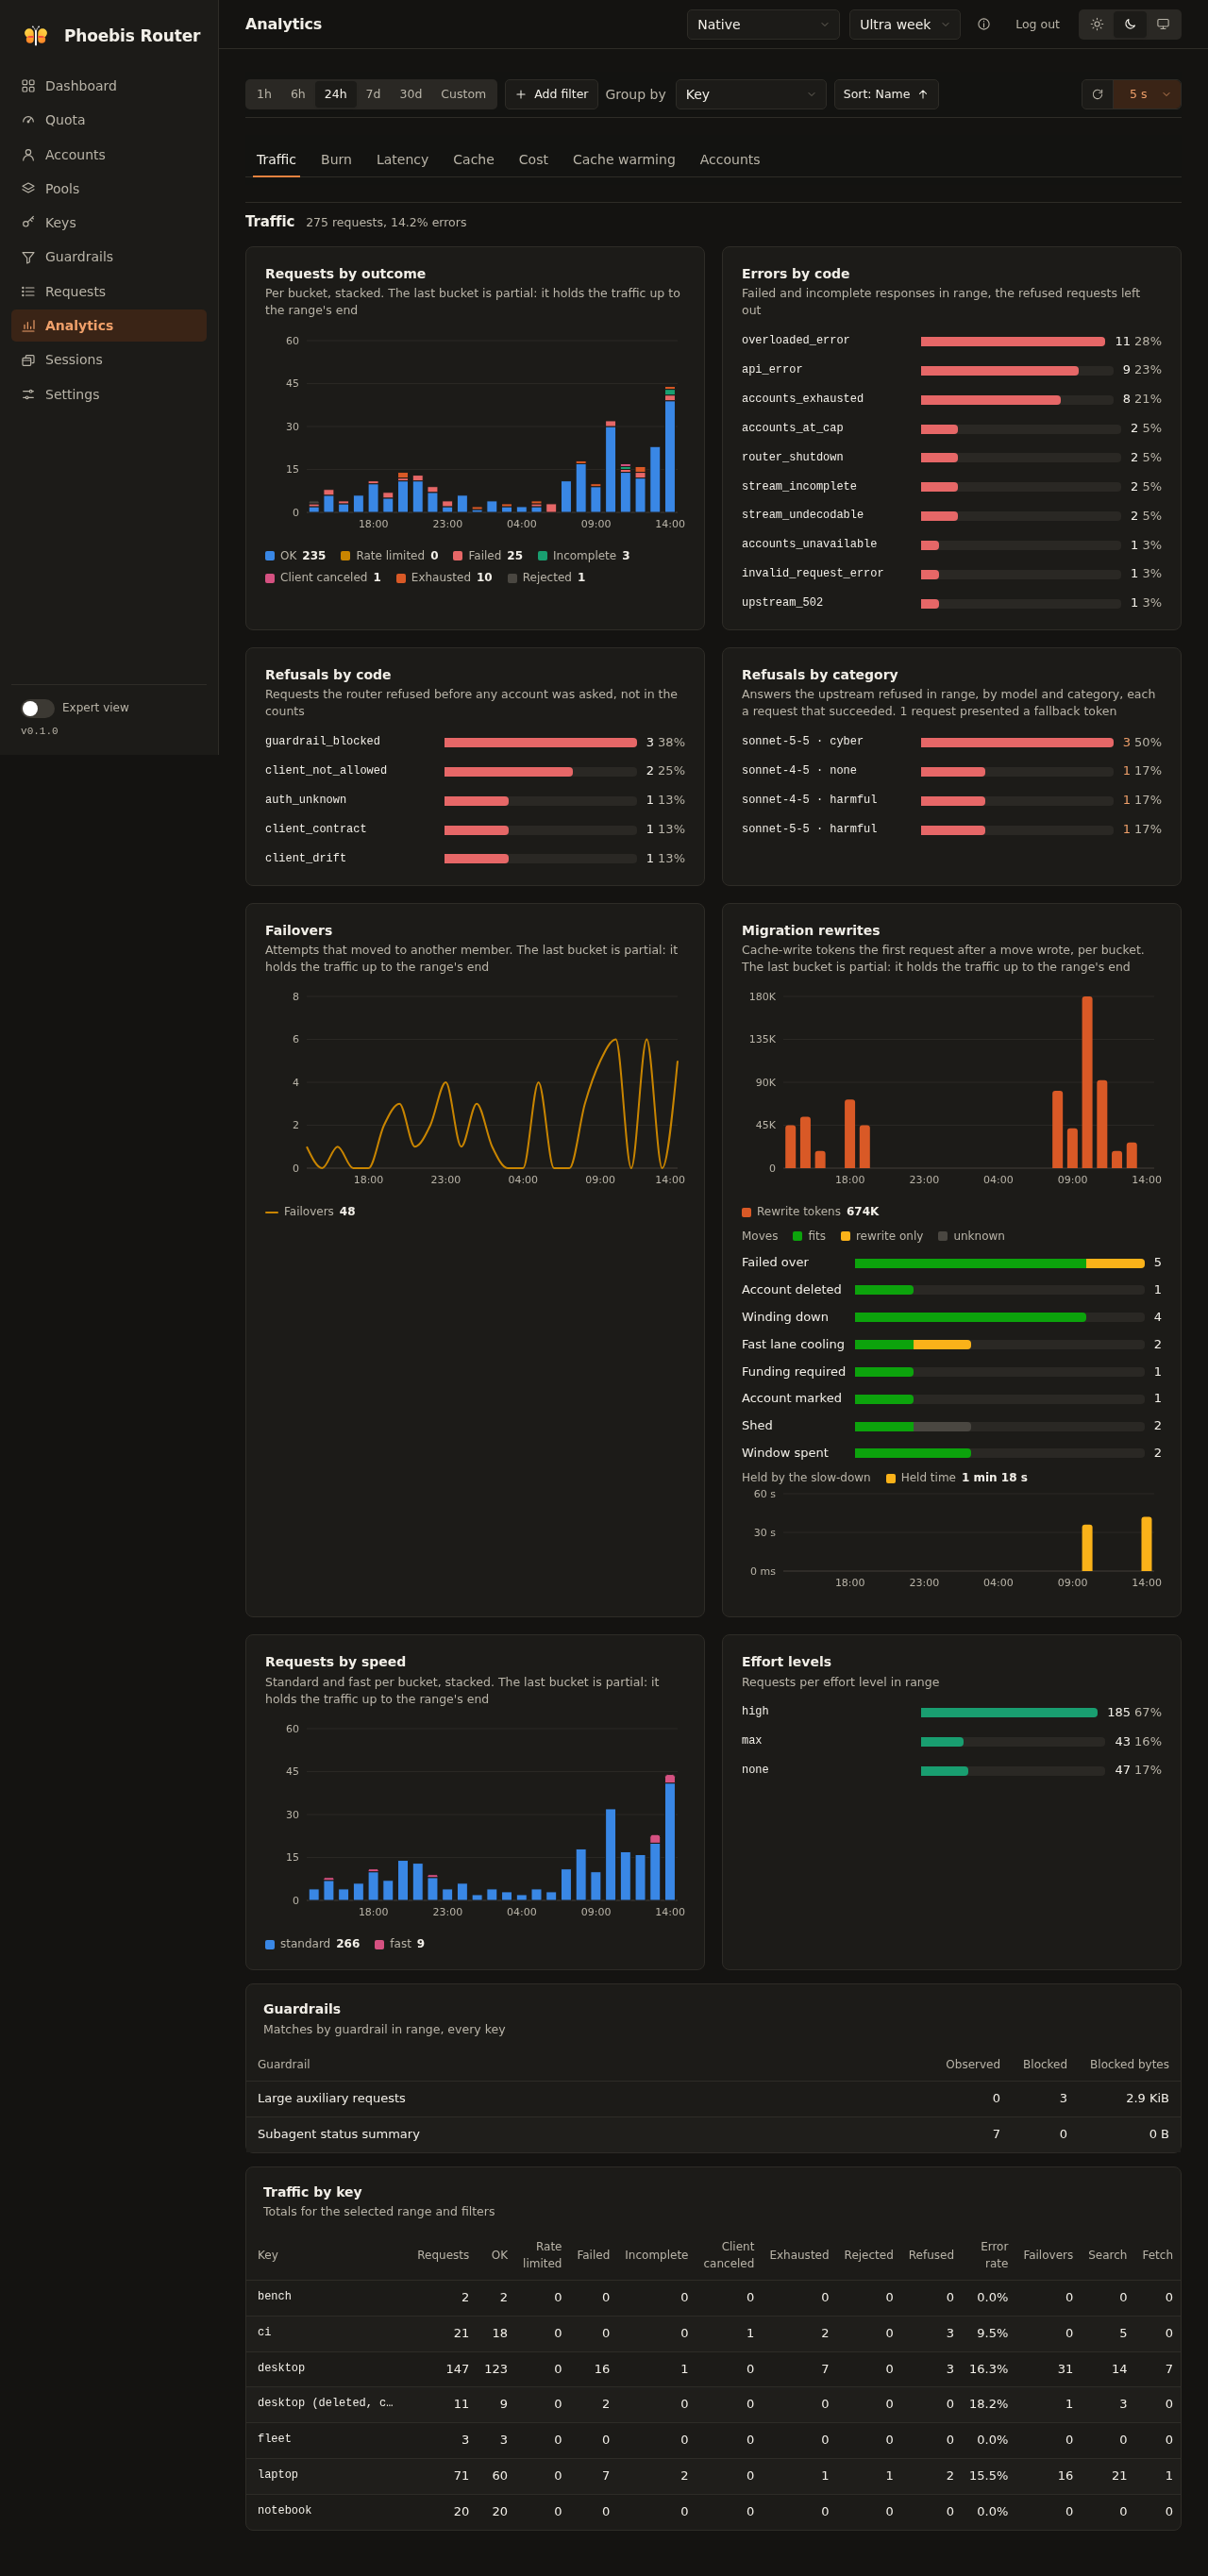 Phoebis Router
Dashboard
Quota
Accounts
Pools
Keys
Guardrails
Requests
Analytics
Sessions
Settings
Expert view
v0.1.0
Analytics
Native
Ultra week
Log out
1h 6h 24h 7d 30d Custom
Add filter
Group by
Key
Sort: Name
5 s
Traffic Burn Latency Cache Cost Cache warming Accounts
Traffic 275 requests, 14.2% errors
Requests by outcome
Per bucket, stacked. The last bucket is partial: it holds the traffic up to
the range's end
60
45
30
15
0
18:00 23:00 04:00 09:00 14:00
OK 235 Rate limited 0 Failed 25 Incomplete 3
Client canceled 1 Exhausted 10 Rejected 1
Errors by code
Failed and incomplete responses in range, the refused requests left
out
overloaded_error 11 28%
api_error 9 23%
accounts_exhausted 8 21%
accounts_at_cap 2 5%
router_shutdown 2 5%
stream_incomplete 2 5%
stream_undecodable 2 5%
accounts_unavailable 1 3%
invalid_request_error 1 3%
upstream_502 1 3%
Refusals by code
Requests the router refused before any account was asked, not in the
counts
guardrail_blocked 3 38%
client_not_allowed 2 25%
auth_unknown 1 13%
client_contract 1 13%
client_drift 1 13%
Refusals by category
Answers the upstream refused in range, by model and category, each
a request that succeeded. 1 request presented a fallback token
sonnet-5-5 · cyber 3 50%
sonnet-4-5 · none 1 17%
sonnet-4-5 · harmful 1 17%
sonnet-5-5 · harmful 1 17%
Failovers
Attempts that moved to another member. The last bucket is partial: it
holds the traffic up to the range's end
8
6
4
2
0
18:00 23:00 04:00 09:00 14:00
Failovers 48
Migration rewrites
Cache-write tokens the first request after a move wrote, per bucket.
The last bucket is partial: it holds the traffic up to the range's end
180K
135K
90K
45K
0
18:00 23:00 04:00 09:00 14:00
Rewrite tokens 674K
Moves fits rewrite only unknown
Failed over 5
Account deleted 1
Winding down 4
Fast lane cooling 2
Funding required 1
Account marked 1
Shed 2
Window spent 2
Held by the slow-down Held time 1 min 18 s
60 s
30 s
0 ms
18:00 23:00 04:00 09:00 14:00
Requests by speed
Standard and fast per bucket, stacked. The last bucket is partial: it
holds the traffic up to the range's end
60
45
30
15
0
18:00 23:00 04:00 09:00 14:00
standard 266 fast 9
Effort levels
Requests per effort level in range
high 185 67%
max 43 16%
none 47 17%
Guardrails
Matches by guardrail in range, every key
Guardrail Observed Blocked Blocked bytes
Large auxiliary requests 0 3 2.9 KiB
Subagent status summary 7 0 0 B
Traffic by key
Totals for the selected range and filters
Key Requests OK Rate limited Failed Incomplete Client canceled Exhausted Rejected Refused Error rate Failovers Search Fetch
bench 2 2 0 0 0 0 0 0 0 0.0% 0 0 0
ci 21 18 0 0 0 1 2 0 3 9.5% 0 5 0
desktop 147 123 0 16 1 0 7 0 3 16.3% 31 14 7
desktop (deleted, c… 11 9 0 2 0 0 0 0 0 18.2% 1 3 0
fleet 3 3 0 0 0 0 0 0 0 0.0% 0 0 0
laptop 71 60 0 7 2 0 1 1 2 15.5% 16 21 1
notebook 20 20 0 0 0 0 0 0 0 0.0% 0 0 0